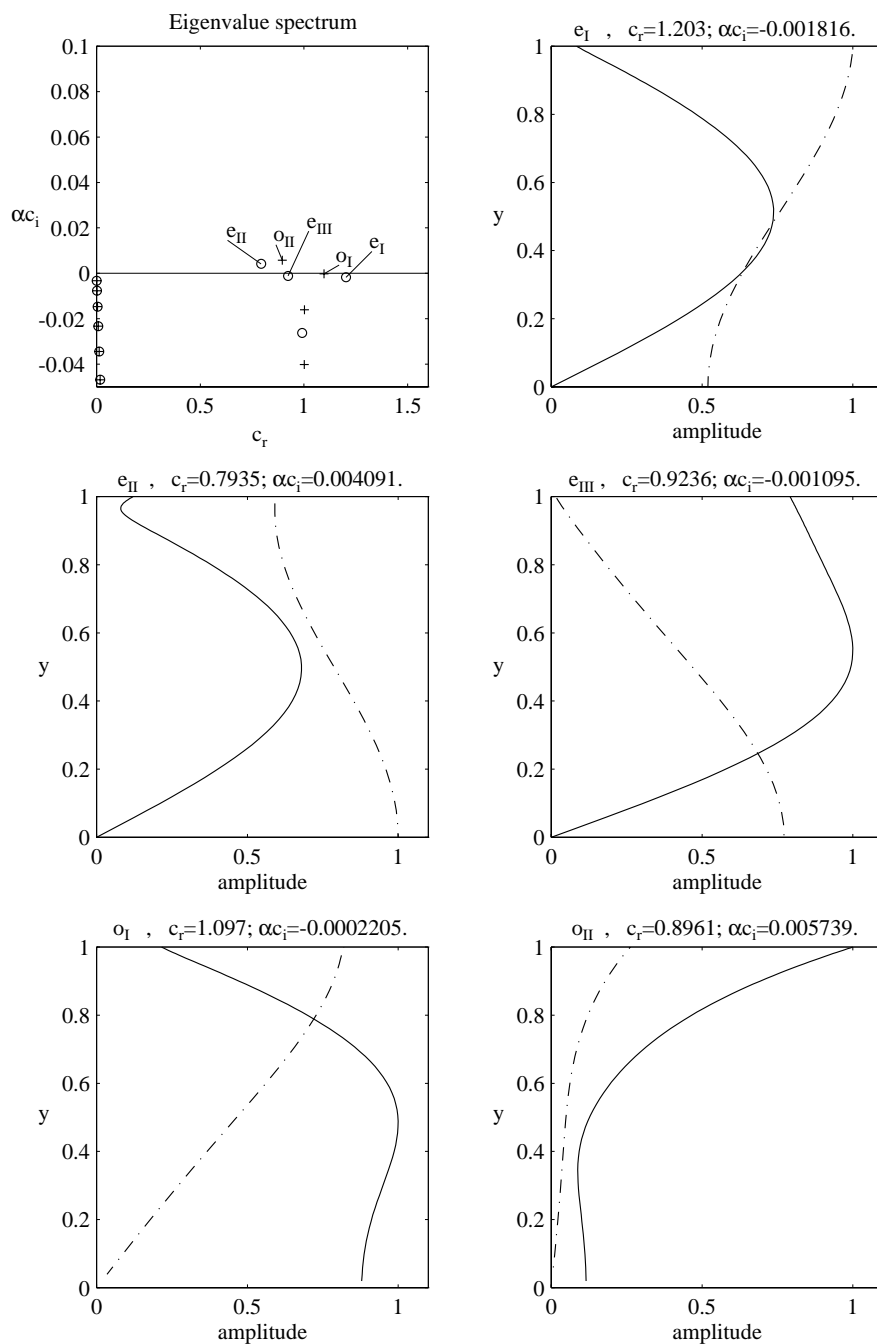 Eigenvalue spectrum
0.1
0.08
0.06
0.04
0.02
0
-0.02
-0.04
αcᵢ
e_II
o_II
e_III
o_I
e_I
0
0.5
1
1.5
c_r
e_I , c_r=1.203; αcᵢ=-0.001816.
1
0.8
0.6
0.4
0.2
0
y
0
0.5
1
amplitude
e_II , c_r=0.7935; αcᵢ=0.004091.
1
0.8
0.6
0.4
0.2
0
y
0
0.5
1
amplitude
e_III , c_r=0.9236; αcᵢ=-0.001095.
1
0.8
0.6
0.4
0.2
0
y
0
0.5
1
amplitude
o_I , c_r=1.097; αcᵢ=-0.0002205.
1
0.8
0.6
0.4
0.2
0
y
0
0.5
1
amplitude
o_II , c_r=0.8961; αcᵢ=0.005739.
1
0.8
0.6
0.4
0.2
0
y
0
0.5
1
amplitude